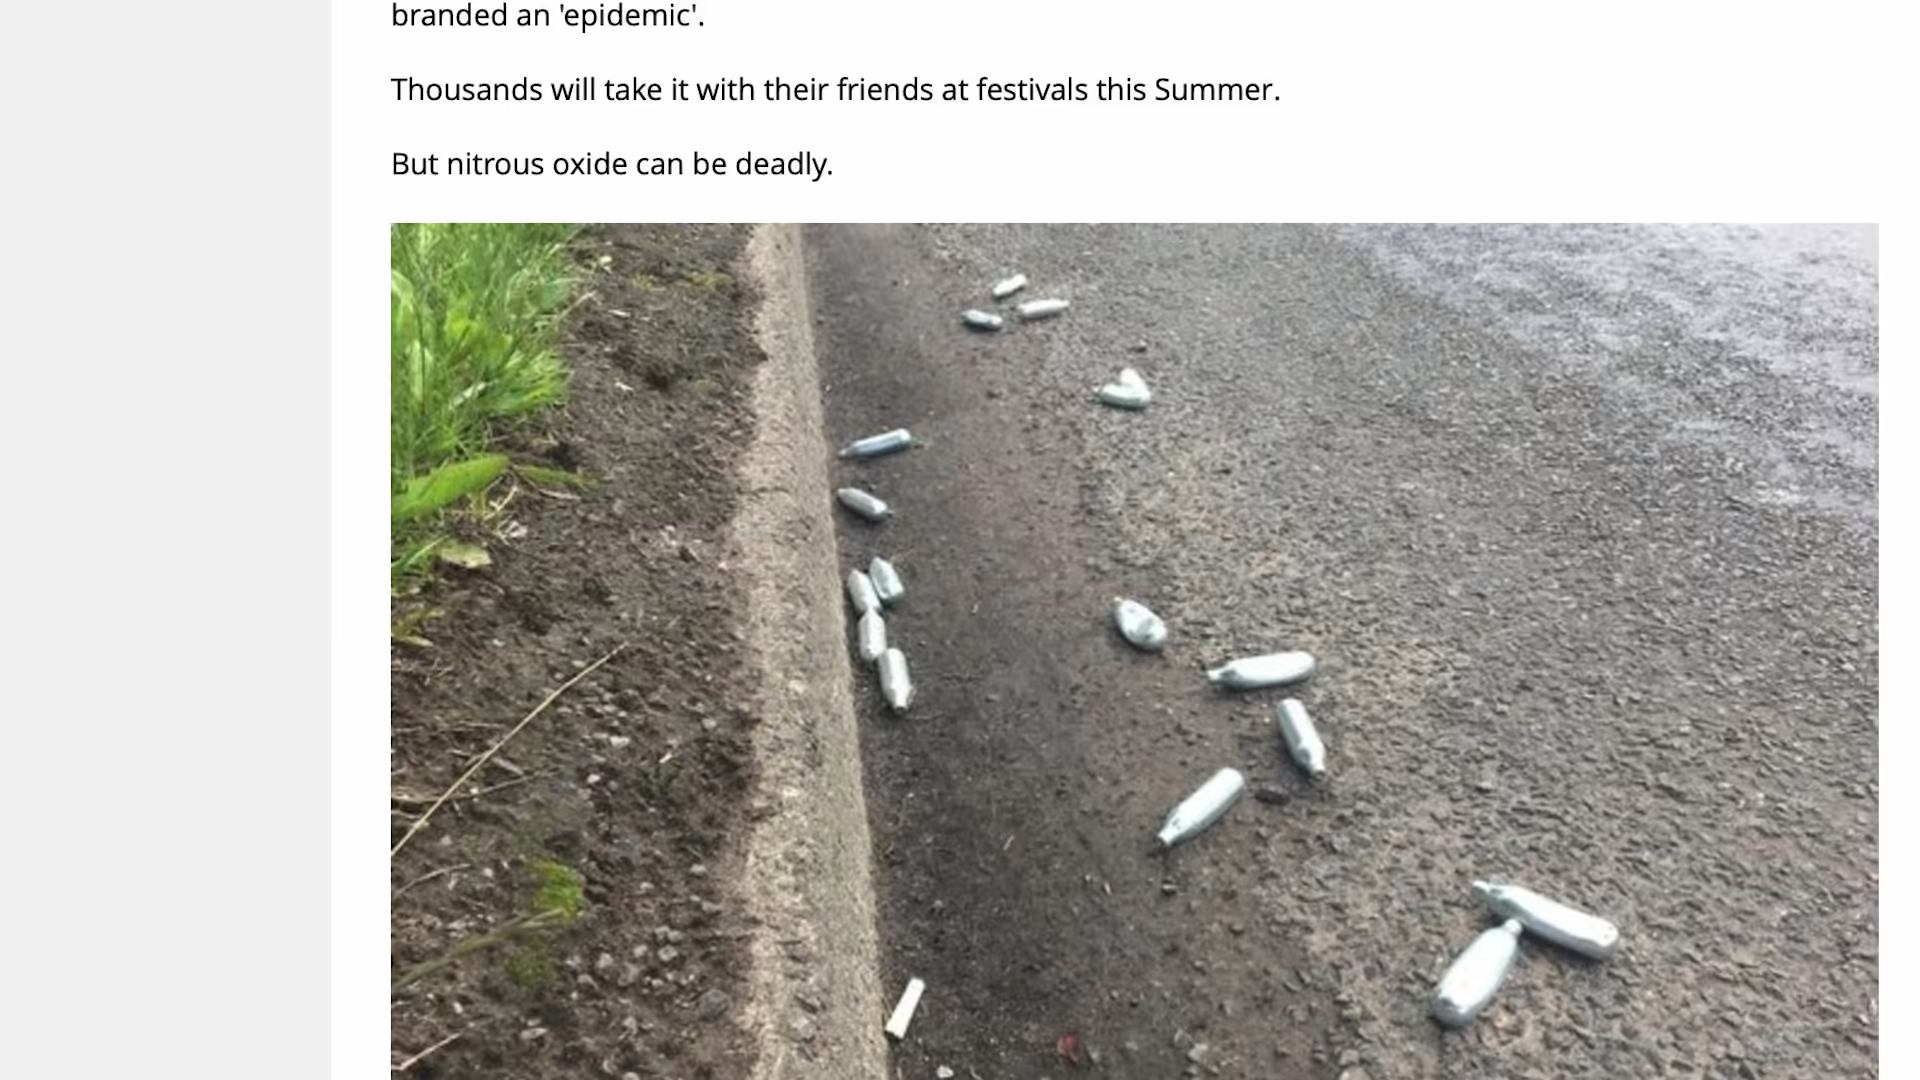 branded an 'epidemic'.
Thousands will take it with their friends at festivals this Summer.
But nitrous oxide can be deadly.